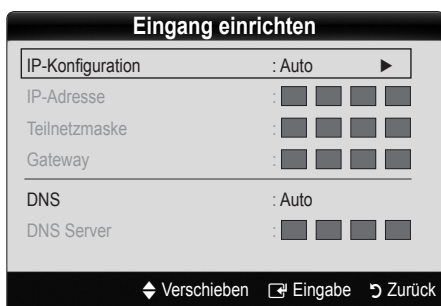 Eingang einrichten
IP-Konfiguration : Auto ►
IP-Adresse :
Teilnetzmaske :
Gateway :
DNS : Auto
DNS Server :
Verschieben Eingabe Zurück